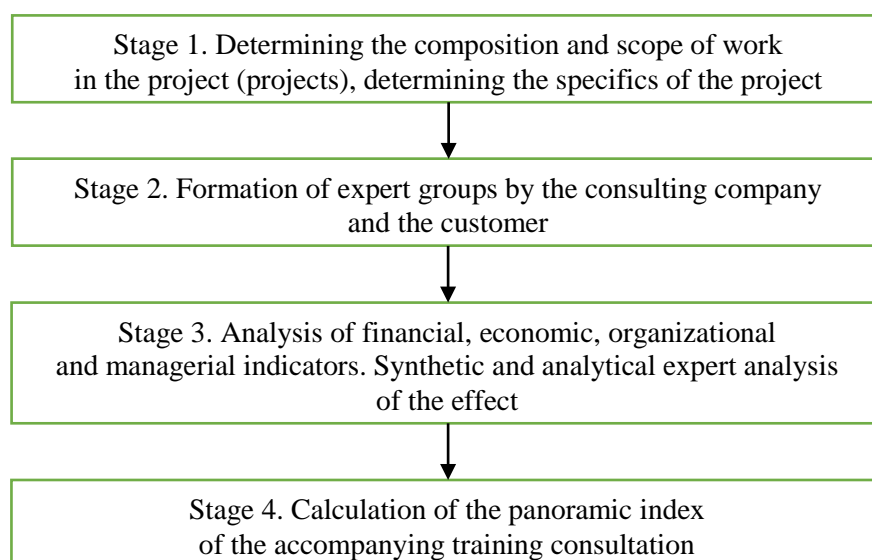 Stage 1. Determining the composition and scope of work
in the project (projects), determining the specifics of the project
Stage 2. Formation of expert groups by the consulting company
and the customer
Stage 3. Analysis of financial, economic, organizational
and managerial indicators. Synthetic and analytical expert analysis
of the effect
Stage 4. Calculation of the panoramic index
of the accompanying training consultation